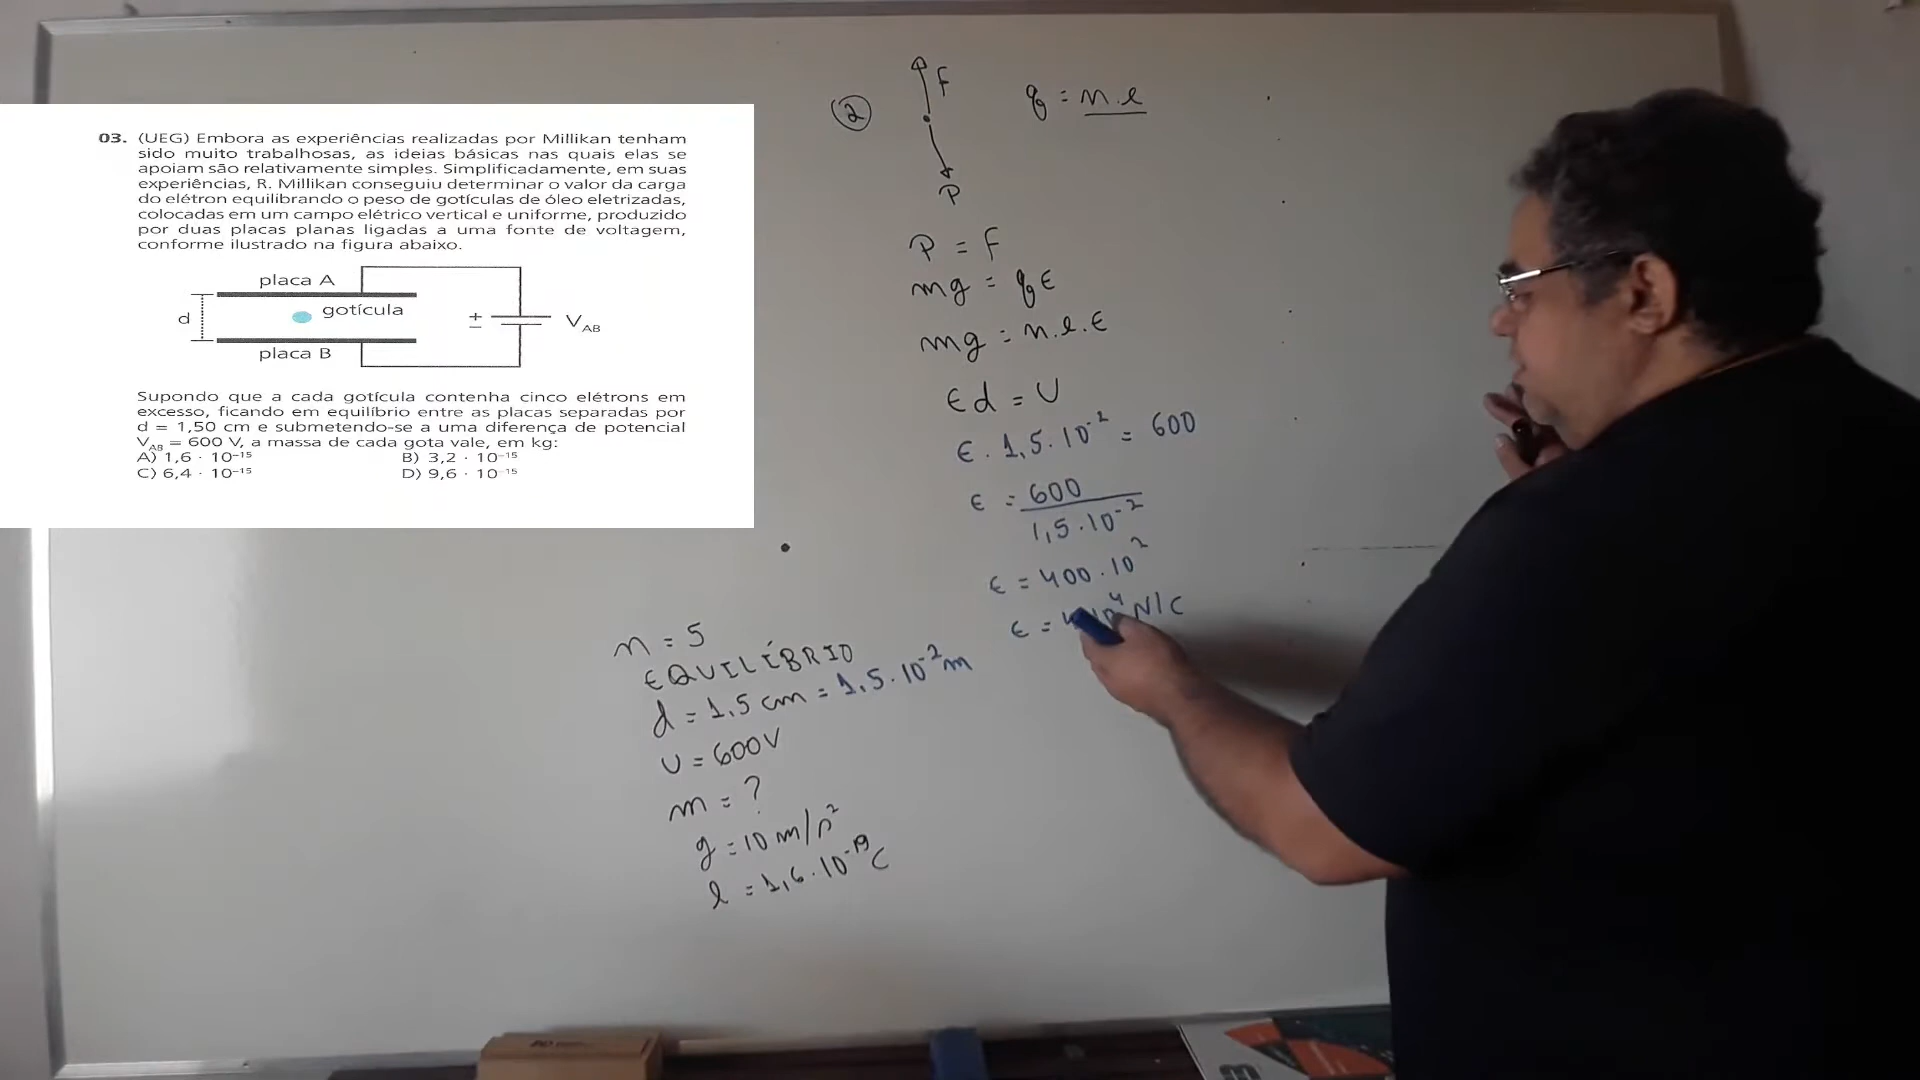 03. (UEG) Embora as experiências realizadas por Millikan tenham
sido muito trabalhosas, as ideias básicas nas quais elas se
apoiam são relativamente simples. Simplificadamente, em suas
experiências, R. Millikan conseguiu determinar o valor da carga
do elétron equilibrando o peso de gotículas de óleo eletrizadas,
colocadas em um campo elétrico vertical e uniforme, produzido
por duas placas planas ligadas a uma fonte de voltagem,
conforme ilustrado na figura abaixo.
placa A
d
gotícula
+
−
V_AB
placa B
Supondo que a cada gotícula contenha cinco elétrons em
excesso, ficando em equilíbrio entre as placas separadas por
d = 1,50 cm e submetendo-se a uma diferença de potencial
V_AB = 600 V, a massa de cada gota vale, em kg:
A) 1,6 · 10⁻¹⁵ B) 3,2 · 10⁻¹⁵
C) 6,4 · 10⁻¹⁵ D) 9,6 · 10⁻¹⁵
2
F
P
q = n.e
P = F
mg = qE
mg = n.e.E
Ed = U
E . 1,5.10⁻² = 600
E = 600
1,5.10⁻²
E = 400.10²
E = 10⁴ N/C
n = 5
EQUILÍBRIO
d = 1,5 cm = 1,5.10⁻² m
U = 600V
m = ?
g = 10 m/s²
e = 1,6.10⁻¹⁹ C